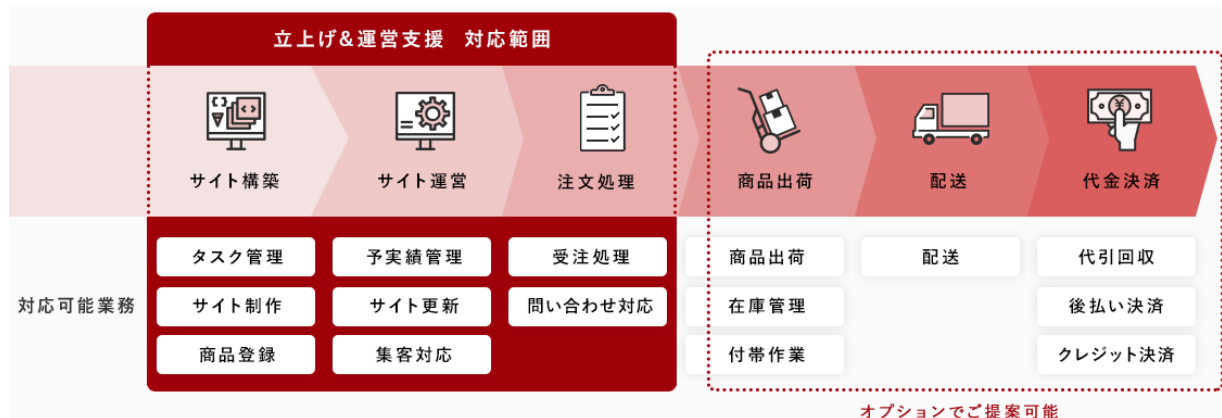 立上げ&運営支援 対応範囲
サイト構築
サイト運営
注文処理
商品出荷
配送
代金決済
対応可能業務
タスク管理
予実績管理
受注処理
商品出荷
配送
代引回収
サイト制作
サイト更新
問い合わせ対応
在庫管理
後払い決済
商品登録
集客対応
付帯作業
クレジット決済
オプションでご提案可能